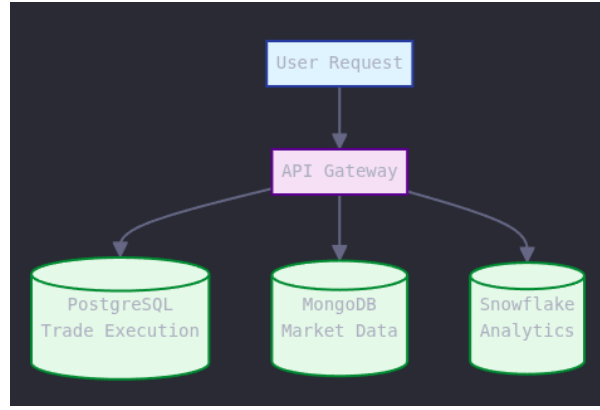 User Request
API Gateway
PostgreSQL
Trade Execution
MongoDB
Market Data
Snowflake
Analytics